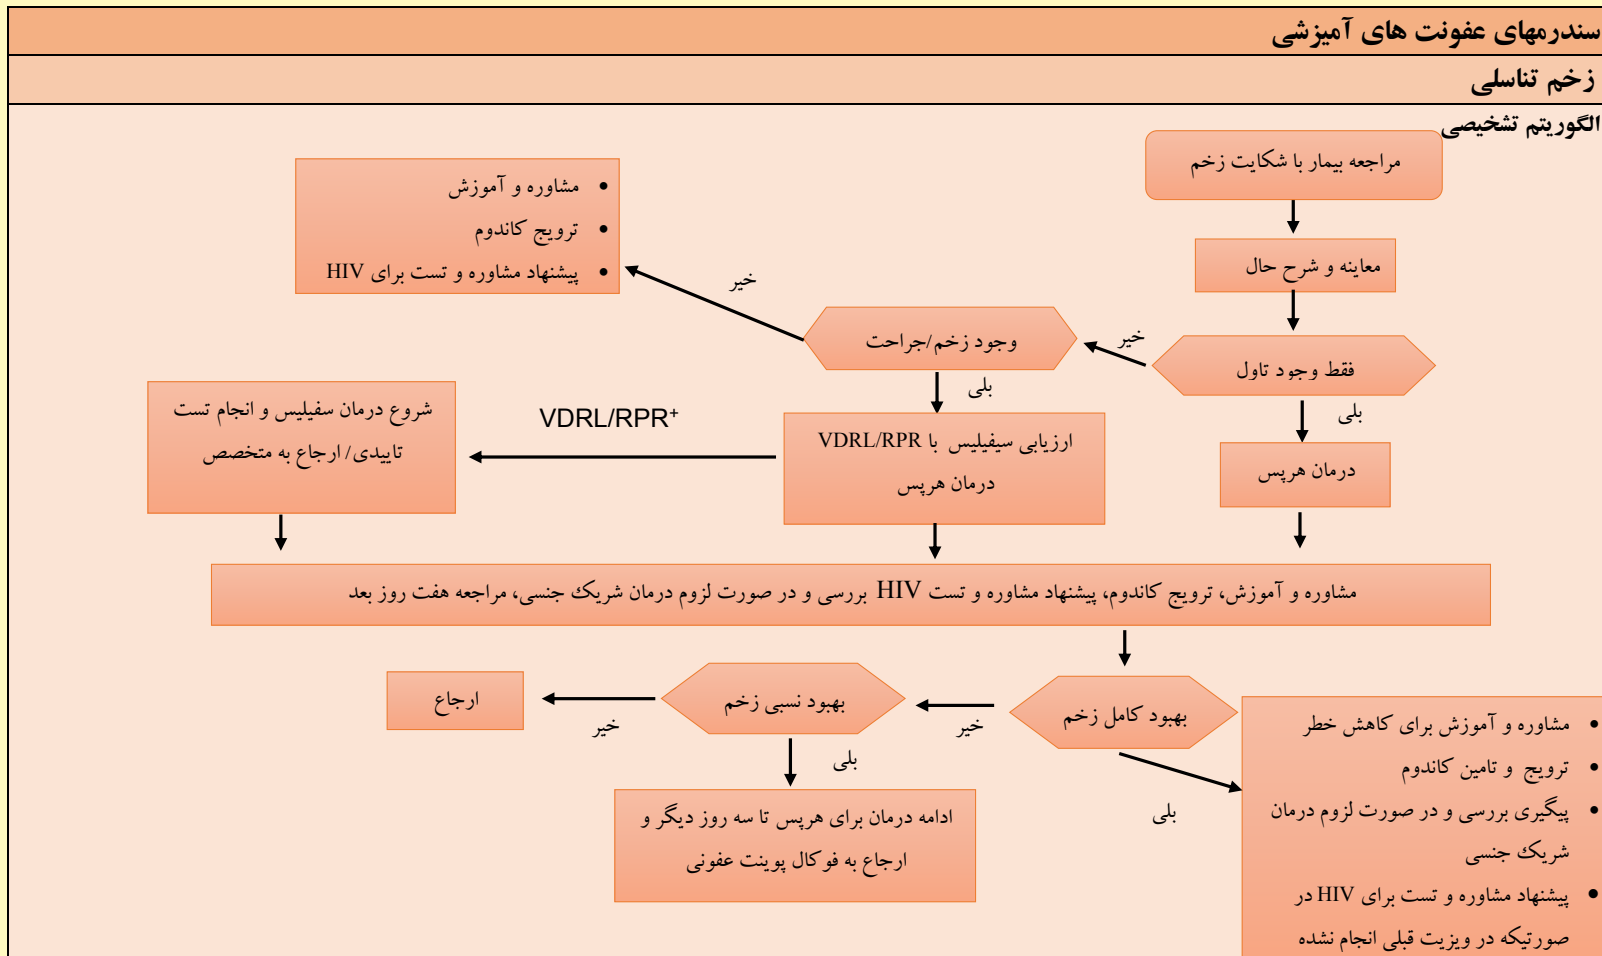 سندرمهای عفونت های آمیزشی
زخم تناسلی
الگوریتم تشخیصی
مراجعه بیمار با شکایت زخم
معاینه و شرح حال
فقط وجود تاول
خیر
بلی
درمان هرپس
وجود زخم/جراحت
خیر
بلی
• مشاوره و آموزش
• ترویج کاندوم
• پیشنهاد مشاوره و تست برای HIV
ارزیابی سیفیلیس با VDRL/RPR
درمان هرپس
VDRL/RPR+
شروع درمان سفیلیس و انجام تست
تاییدی/ ارجاع به متخصص
مشاوره و آموزش، ترویج کاندوم، پیشنهاد مشاوره و تست HIV بررسی و در صورت لزوم درمان شریک جنسی، مراجعه هفت روز بعد
بهبود کامل زخم
خیر
بلی
بهبود نسبی زخم
خیر
بلی
ارجاع
ادامه درمان برای هرپس تا سه روز دیگر و
ارجاع به فوکال پوینت عفونی
• مشاوره و آموزش برای کاهش خطر
• ترویج و تامین کاندوم
• پیگیری بررسی و در صورت لزوم درمان
شریک جنسی
• پیشنهاد مشاوره و تست برای HIV در
صورتیکه در ویزیت قبلی انجام نشده